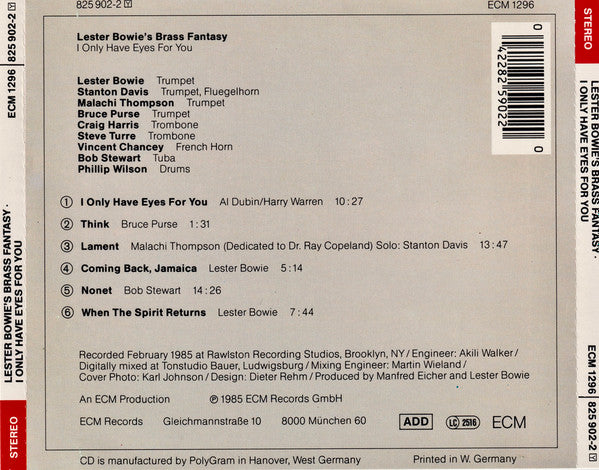 825 902-2 Y
ECM 1296
Lester Bowie's Brass Fantasy
I Only Have Eyes For You
Lester Bowie Trumpet
Stanton Davis Trumpet, Fluegelhorn
Malachi Thompson Trumpet
Bruce Purse Trumpet
Craig Harris Trombone
Steve Turre Trombone
Vincent Chancey French Horn
Bob Stewart Tuba
Phillip Wilson Drums
0 42282 59022 0
① I Only Have Eyes For You Al Dubin/Harry Warren 10:27
② Think Bruce Purse 1:31
③ Lament Malachi Thompson (Dedicated to Dr. Ray Copeland) Solo: Stanton Davis 13:47
④ Coming Back, Jamaica Lester Bowie 5:14
⑤ Nonet Bob Stewart 14:26
⑥ When The Spirit Returns Lester Bowie 7:44
Recorded February 1985 at Rawlston Recording Studios, Brooklyn, NY / Engineer: Akili Walker /
Digitally mixed at Tonstudio Bauer, Ludwigsburg / Mixing Engineer: Martin Wieland /
Cover Photo: Karl Johnson / Design: Dieter Rehm / Produced by Manfred Eicher and Lester Bowie
An ECM Production ℗ 1985 ECM Records GmbH
ECM Records Gleichmannstraße 10 8000 München 60 ADD LC 2516 ECM
CD is manufactured by PolyGram in Hanover, West Germany Printed in W. Germany
STEREO
LESTER BOWIE'S BRASS FANTASY ·
I ONLY HAVE EYES FOR YOU
ECM 1296 825 902-2 Y
STEREO
LESTER BOWIE'S BRASS FANTASY ·
I ONLY HAVE EYES FOR YOU
ECM 1296 825 902-2 Y